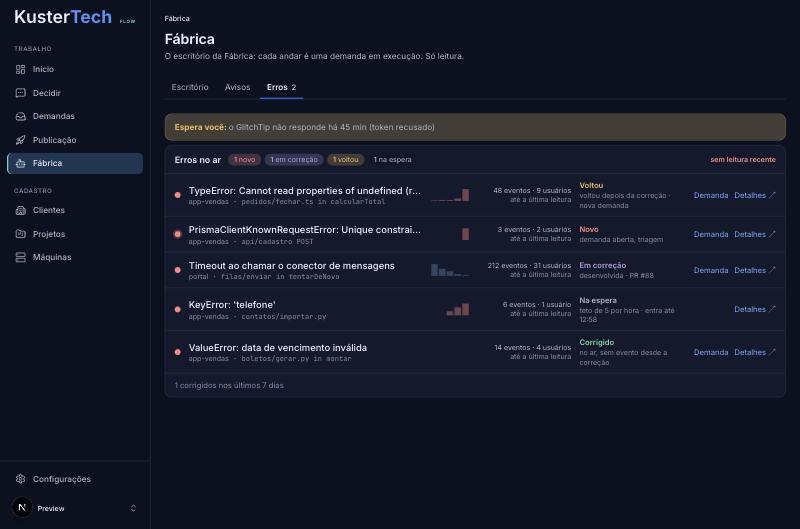 KusterTech FLOW
TRABALHO
Início
Decidir
Demandas
Publicação
Fábrica
CADASTRO
Clientes
Projetos
Máquinas
Configurações
N Preview
Fábrica
Fábrica
O escritório da Fábrica: cada andar é uma demanda em execução. Só leitura.
Escritório Avisos Erros 2
Espera você: o GlitchTip não responde há 45 min (token recusado)
Erros no ar 1 novo 1 em correção 1 voltou 1 na espera sem leitura recente
TypeError: Cannot read properties of undefined (r...
app-vendas · pedidos/fechar.ts in calcularTotal
48 eventos · 9 usuários
até a última leitura
Voltou
voltou depois da correção ·
nova demanda
Demanda Detalhes ↗
PrismaClientKnownRequestError: Unique constrai...
app-vendas · api/cadastro POST
3 eventos · 2 usuários
até a última leitura
Novo
demanda aberta, triagem
Demanda Detalhes ↗
Timeout ao chamar o conector de mensagens
portal · filas/enviar in tentarDeNovo
212 eventos · 31 usuários
até a última leitura
Em correção
desenvolvida · PR #88
Demanda Detalhes ↗
KeyError: 'telefone'
app-vendas · contatos/importar.py
6 eventos · 1 usuário
até a última leitura
Na espera
teto de 5 por hora · entra até
12:58
Detalhes ↗
ValueError: data de vencimento inválida
app-vendas · boletos/gerar.py in montar
14 eventos · 4 usuários
até a última leitura
Corrigido
no ar, sem evento desde a
correção
Demanda Detalhes ↗
1 corrigidos nos últimos 7 dias